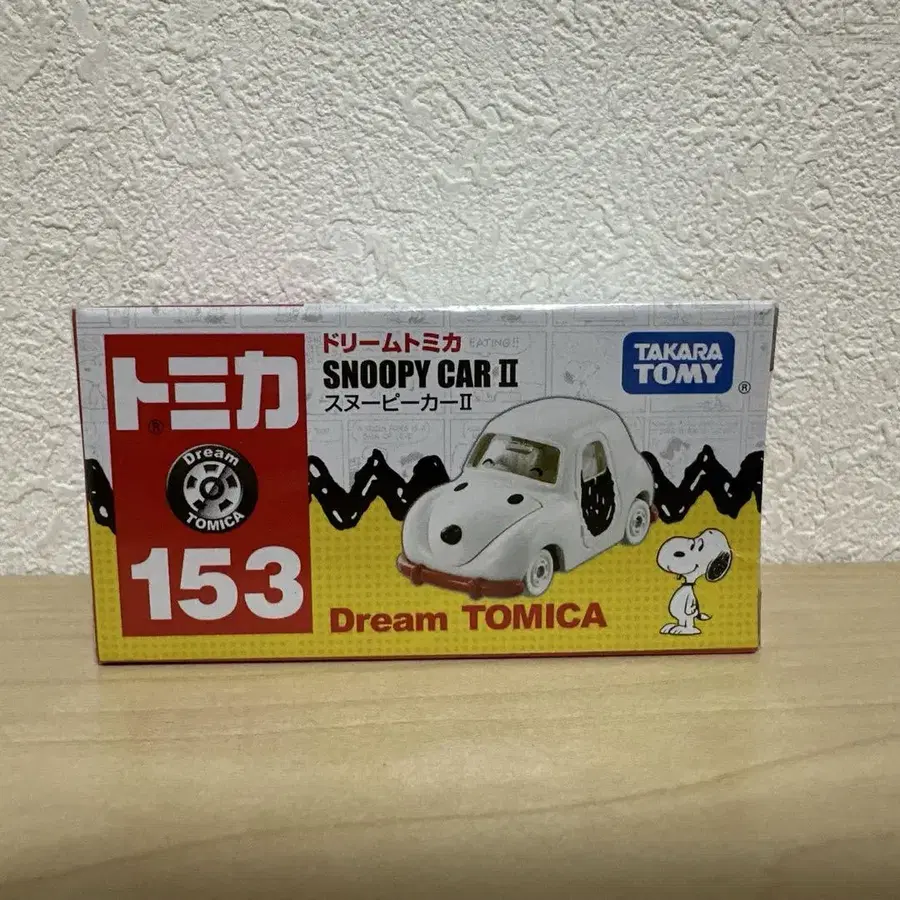 トミカ
®
Dream
TOMICA
153
ドリームトミカ
SNOOPY CAR II
スヌーピーカーII
EATING!!
TAKARA
TOMY
®
Dream TOMICA